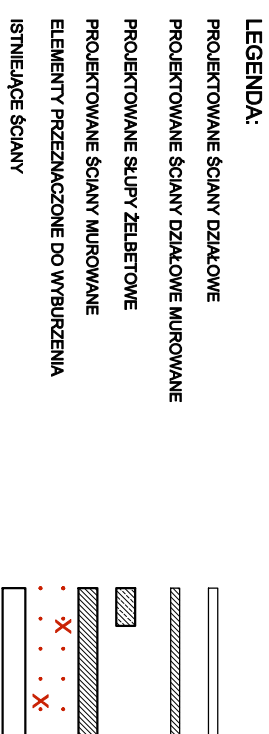 LEGENDA:
PROJEKTOWANE ŚCIANY DZIAŁOWE
PROJEKTOWANE ŚCIANY DZIAŁOWE MUROWANE
PROJEKTOWANE SŁUPY ŻELBETOWE
PROJEKTOWANE ŚCIANY MUROWANE
ELEMENTY PRZEZNACZONE DO WYBURZENIA
ISTNIEJĄCE ŚCIANY